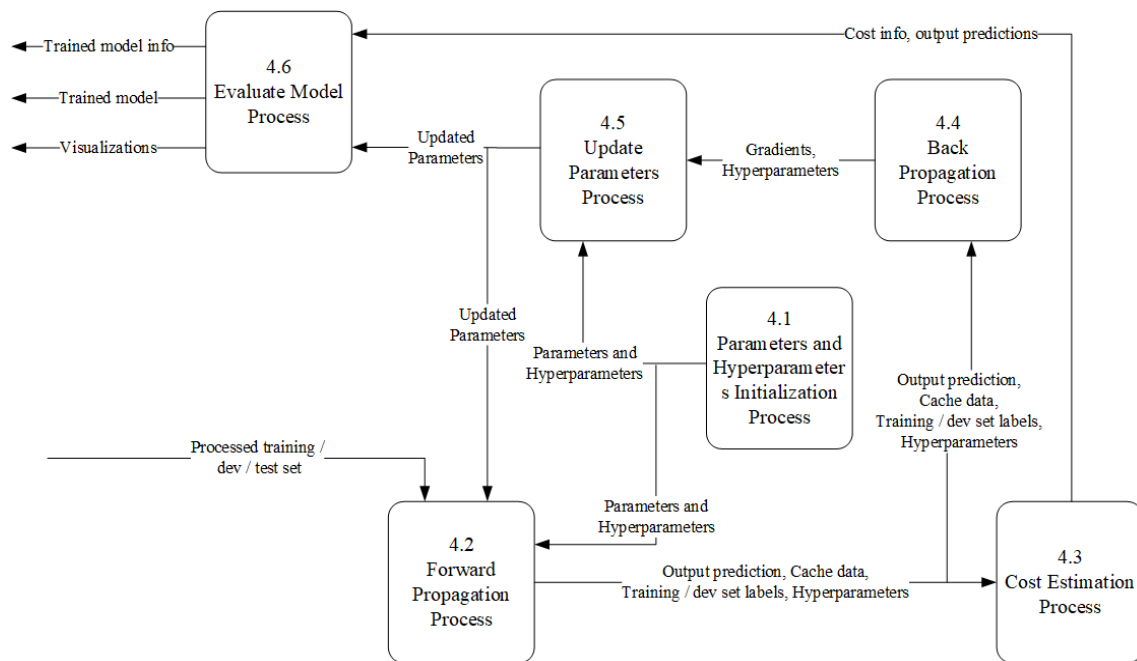 Trained model info
Trained model
Visualizations
4.6
Evaluate Model
Process
Cost info, output predictions
Updated
Parameters
4.5
Update
Parameters
Process
Gradients,
Hyperparameters
4.4
Back
Propagation
Process
Updated
Parameters
Parameters and
Hyperparameters
4.1
Parameters and
Hyperparameter
s Initialization
Process
Output prediction,
Cache data,
Training / dev set labels,
Hyperparameters
Processed training /
dev / test set
Parameters and
Hyperparameters
4.2
Forward
Propagation
Process
Output prediction, Cache data,
Training / dev set labels, Hyperparameters
4.3
Cost Estimation
Process